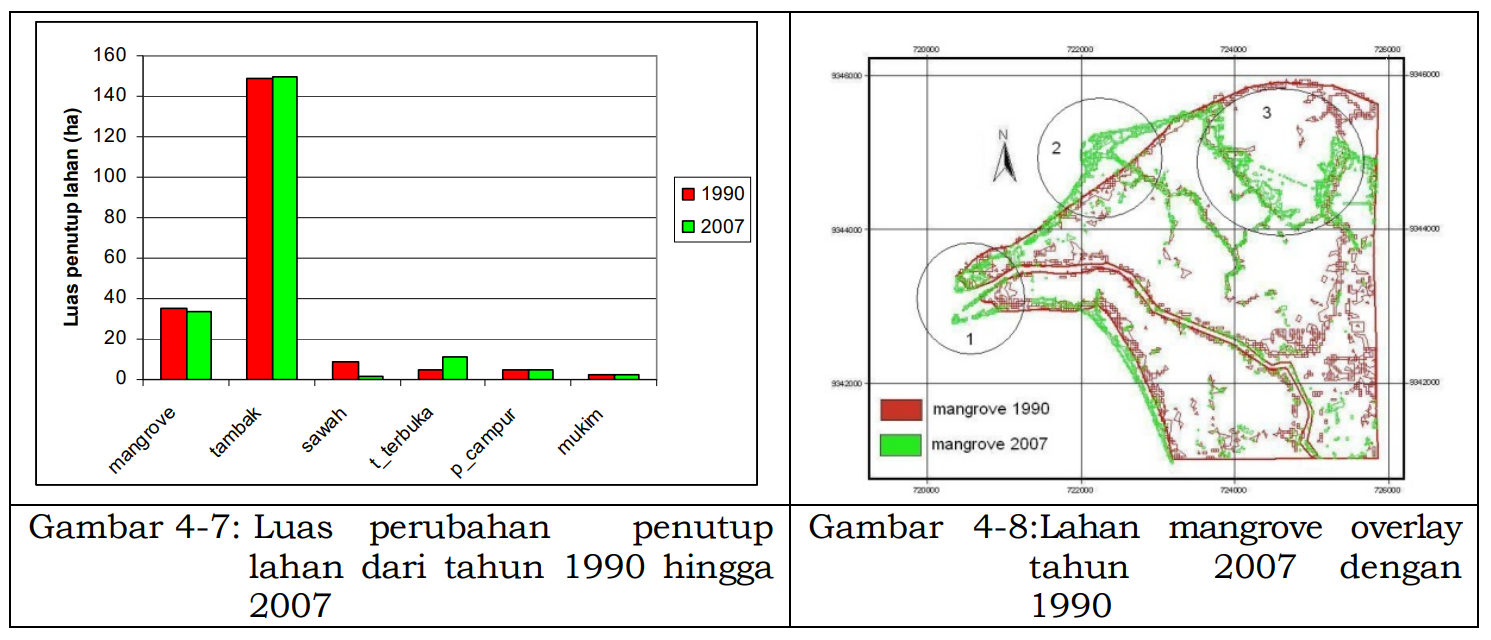 160
140
120
100
80
60
40
20
0
Luas penutup lahan (ha)
mangrove
tambak
sawah
t_terbuka
p_campur
mukim
1990
2007
720000 722000 724000 726000
9346000 9346000
9344000 9344000
9342000 9342000
N
1
2
3
mangrove 1990
mangrove 2007
720000 722000 724000 726000
Gambar 4-7: Luas perubahan penutup
lahan dari tahun 1990 hingga
2007
Gambar 4-8:Lahan mangrove overlay
tahun 2007 dengan
1990